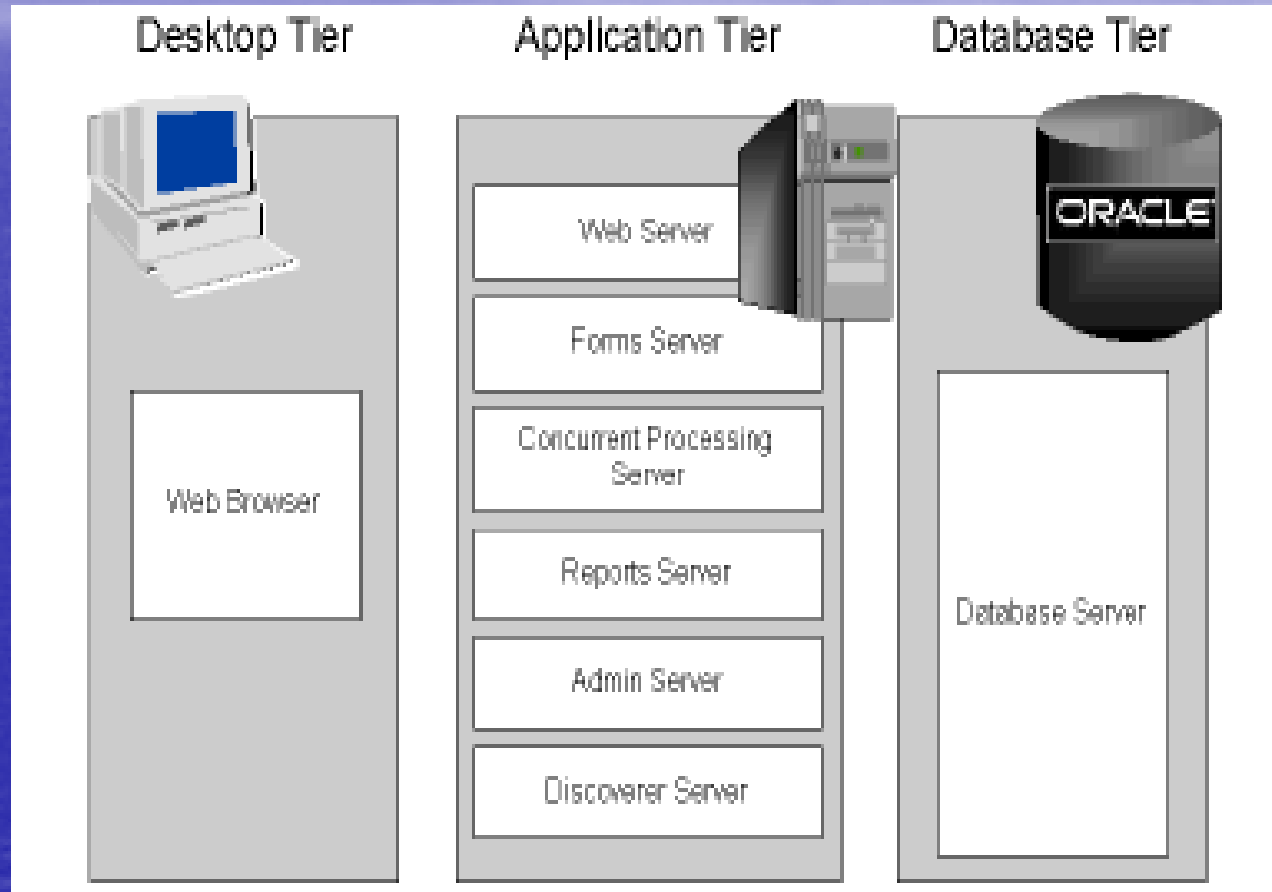 Desktop Tier
Application Tier
Database Tier
ORACLE
Web Browser
Web Server
Forms Server
Concurrent Processing
Server
Reports Server
Admin Server
Discoverer Server
Database Server